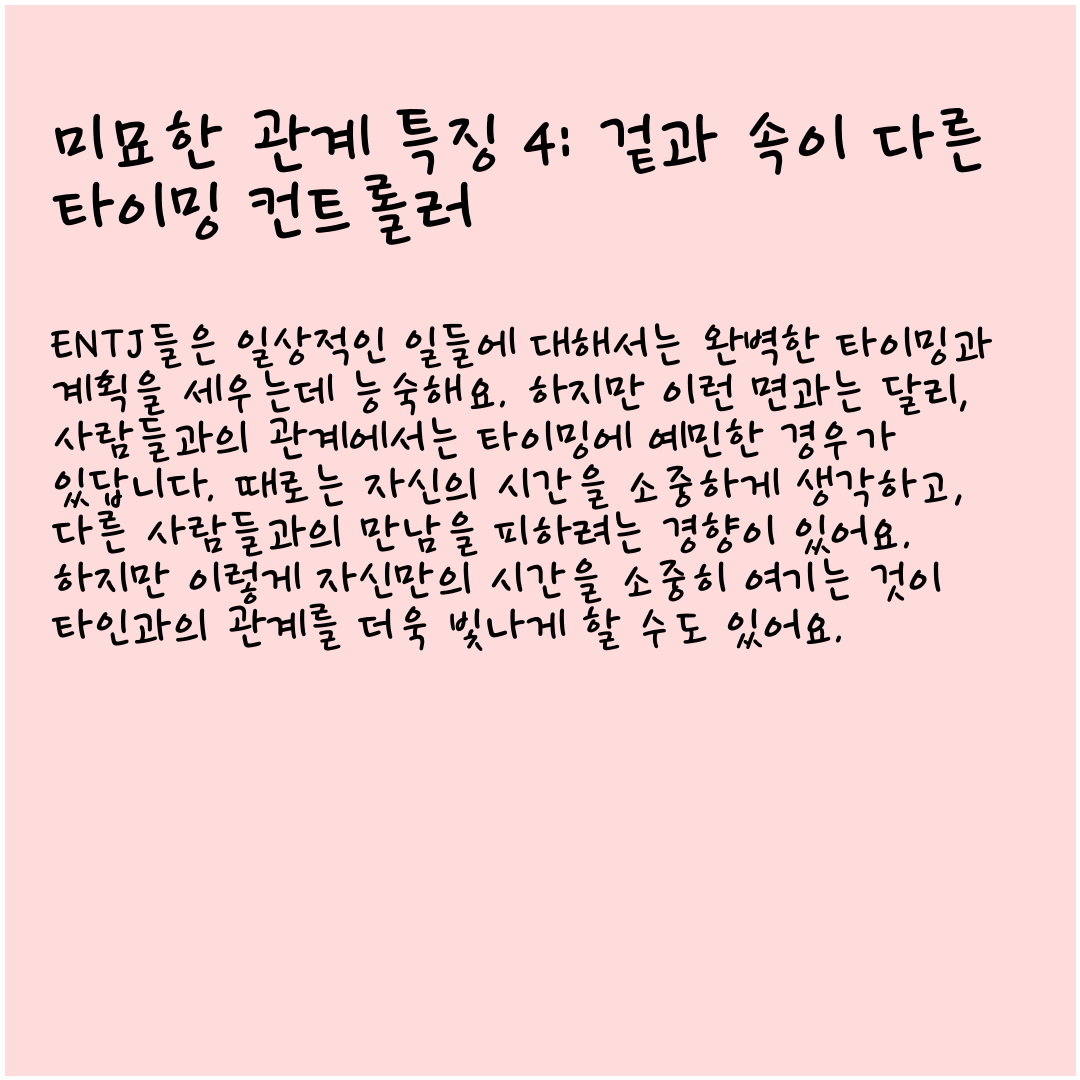 미묘한 관계 특징 4: 겉과 속이 다른
타이밍 컨트롤러
ENTJ들은 일상적인 일들에 대해서는 완벽한 타이밍과
계획을 세우는데 능숙해요. 하지만 이런 면과는 달리,
사람들과의 관계에서는 타이밍에 예민한 경우가
있답니다. 때로는 자신의 시간을 소중하게 생각하고,
다른 사람들과의 만남을 피하려는 경향이 있어요.
하지만 이렇게 자신만의 시간을 소중히 여기는 것이
타인과의 관계를 더욱 빛나게 할 수도 있어요.